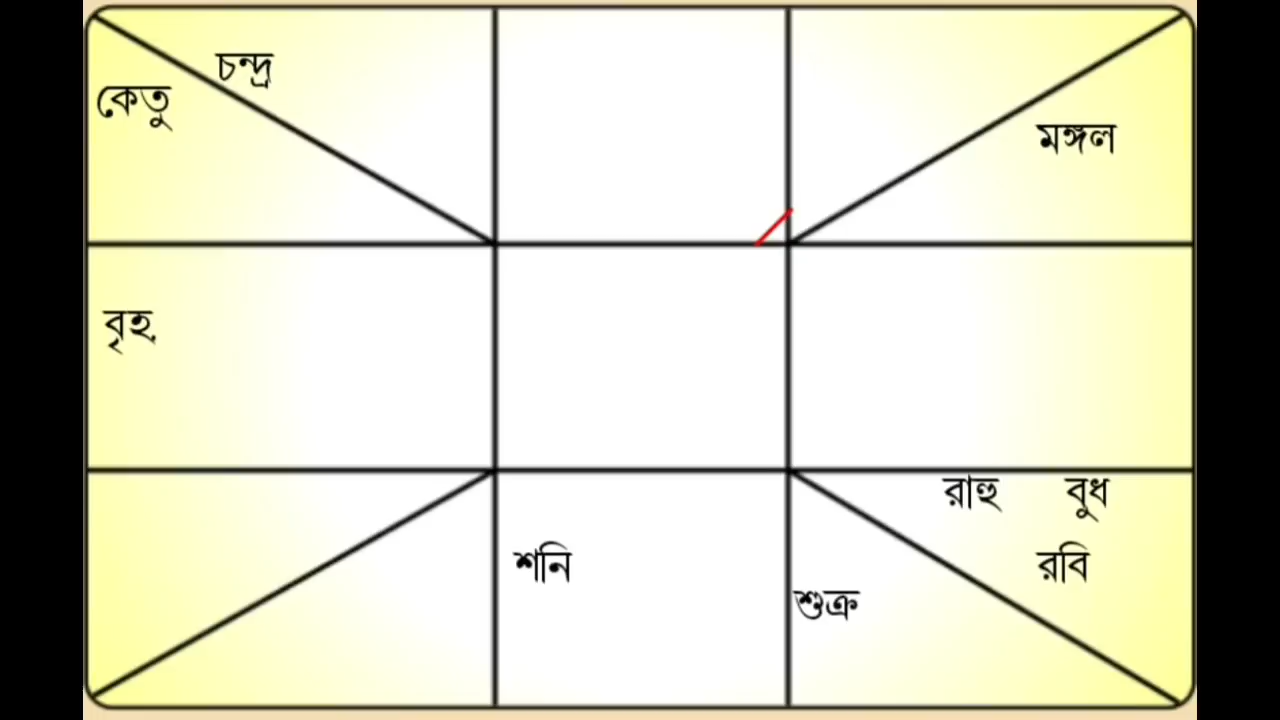 চন্দ্র
কেতু
মঙ্গল
বৃহ
রাহু বুধ
শনি
রবি
শুক্র